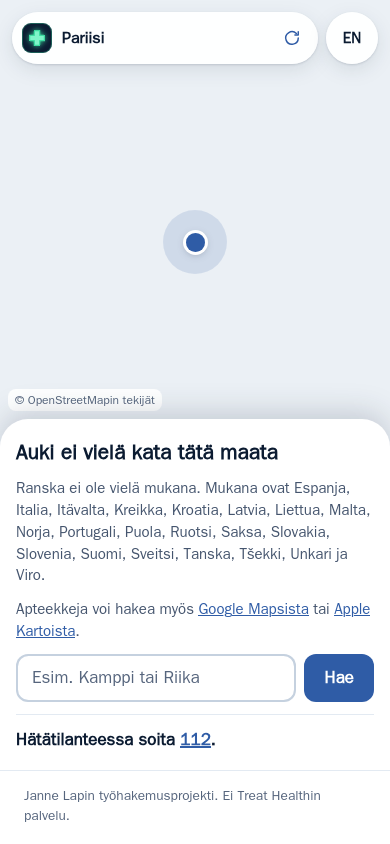 Pariisi
EN
© OpenStreetMapin tekijät
Auki ei vielä kata tätä maata
Ranska ei ole vielä mukana. Mukana ovat Espanja,
Italia, Itävalta, Kreikka, Kroatia, Latvia, Liettua, Malta,
Norja, Portugali, Puola, Ruotsi, Saksa, Slovakia,
Slovenia, Suomi, Sveitsi, Tanska, Tšekki, Unkari ja
Viro.
Apteekkeja voi hakea myös Google Mapsista tai Apple
Kartoista.
Esim. Kamppi tai Riika
Hae
Hätätilanteessa soita 112.
Janne Lapin työhakemusprojekti. Ei Treat Healthin
palvelu.